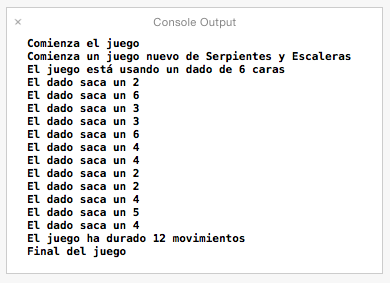 Console Output
Comienza el juego
Comienza un juego nuevo de Serpientes y Escaleras
El juego está usando un dado de 6 caras
El dado saca un 2
El dado saca un 6
El dado saca un 3
El dado saca un 3
El dado saca un 6
El dado saca un 4
El dado saca un 4
El dado saca un 2
El dado saca un 2
El dado saca un 4
El dado saca un 5
El dado saca un 4
El juego ha durado 12 movimientos
Final del juego